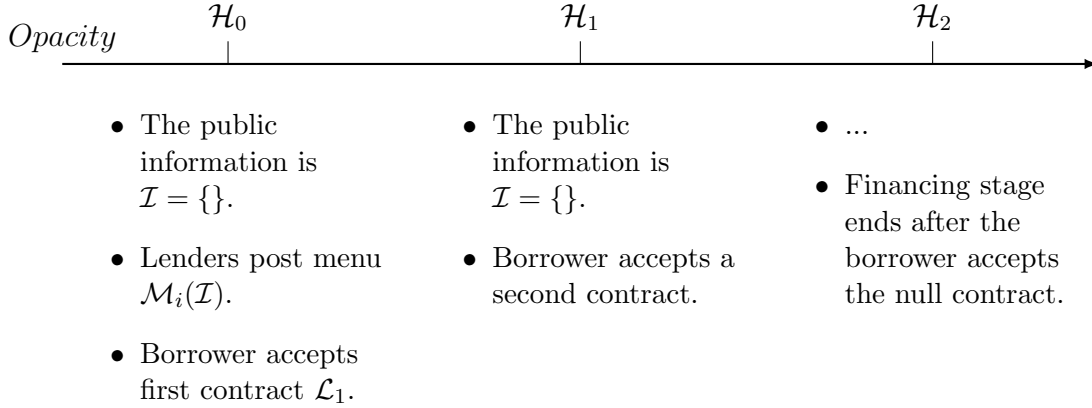 Opacity
H₀
H₁
H₂
• The public
information is
I = {}.
• Lenders post menu
Mᵢ(I).
• Borrower accepts
first contract L₁.
• The public
information is
I = {}.
• Borrower accepts a
second contract.
• ...
• Financing stage
ends after the
borrower accepts
the null contract.